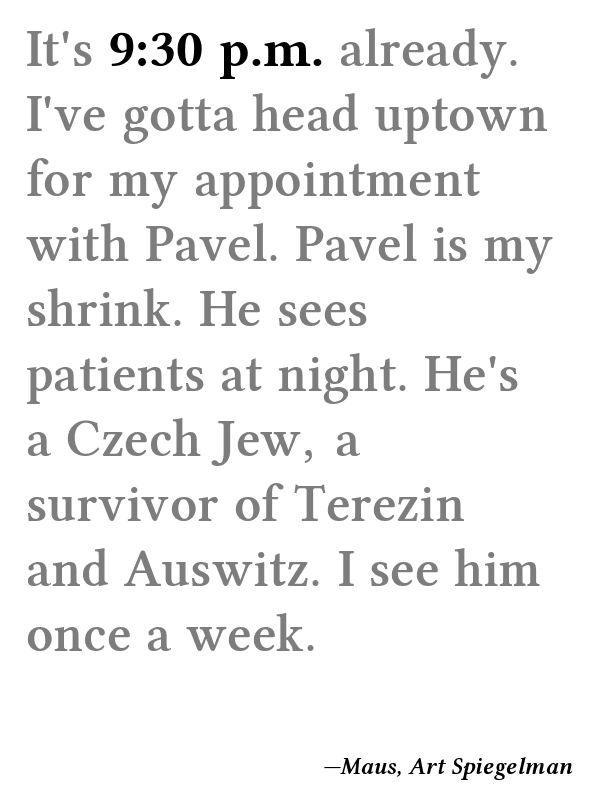 It's 9:30 p.m. already.
I've gotta head uptown
for my appointment
with Pavel. Pavel is my
shrink. He sees
patients at night. He's
a Czech Jew, a
survivor of Terezin
and Auswitz. I see him
once a week.
—Maus, Art Spiegelman